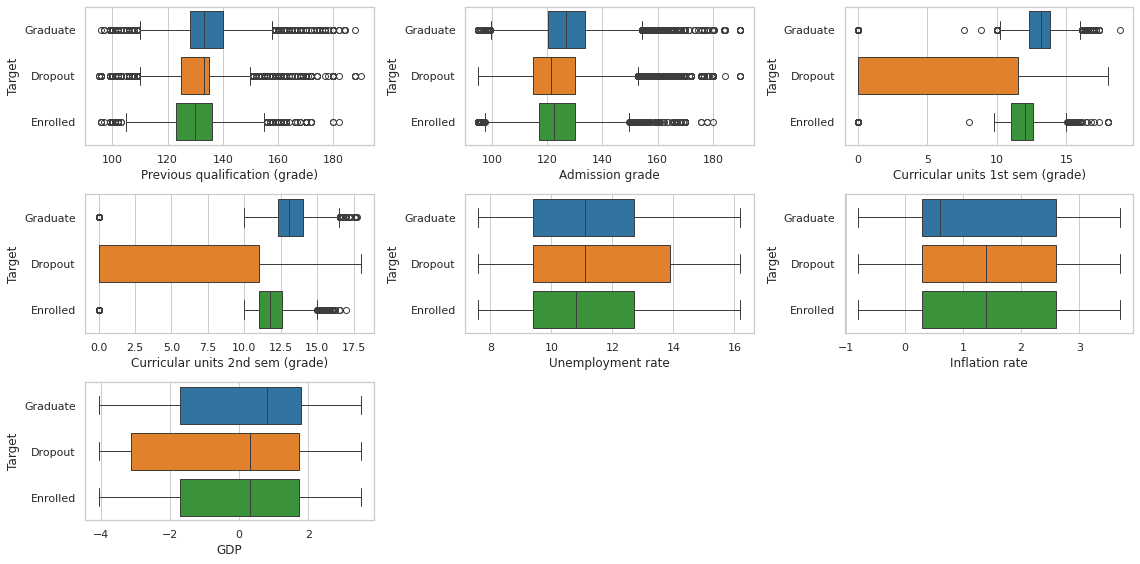 Graduate
Dropout
Enrolled
Target
100 120 140 160 180
Previous qualification (grade)
Graduate
Dropout
Enrolled
Target
100 120 140 160 180
Admission grade
Graduate
Dropout
Enrolled
Target
0 5 10 15
Curricular units 1st sem (grade)
Graduate
Dropout
Enrolled
Target
0.0 2.5 5.0 7.5 10.0 12.5 15.0 17.5
Curricular units 2nd sem (grade)
Graduate
Dropout
Enrolled
Target
8 10 12 14 16
Unemployment rate
Graduate
Dropout
Enrolled
Target
−1 0 1 2 3
Inflation rate
Graduate
Dropout
Enrolled
Target
−4 −2 0 2
GDP